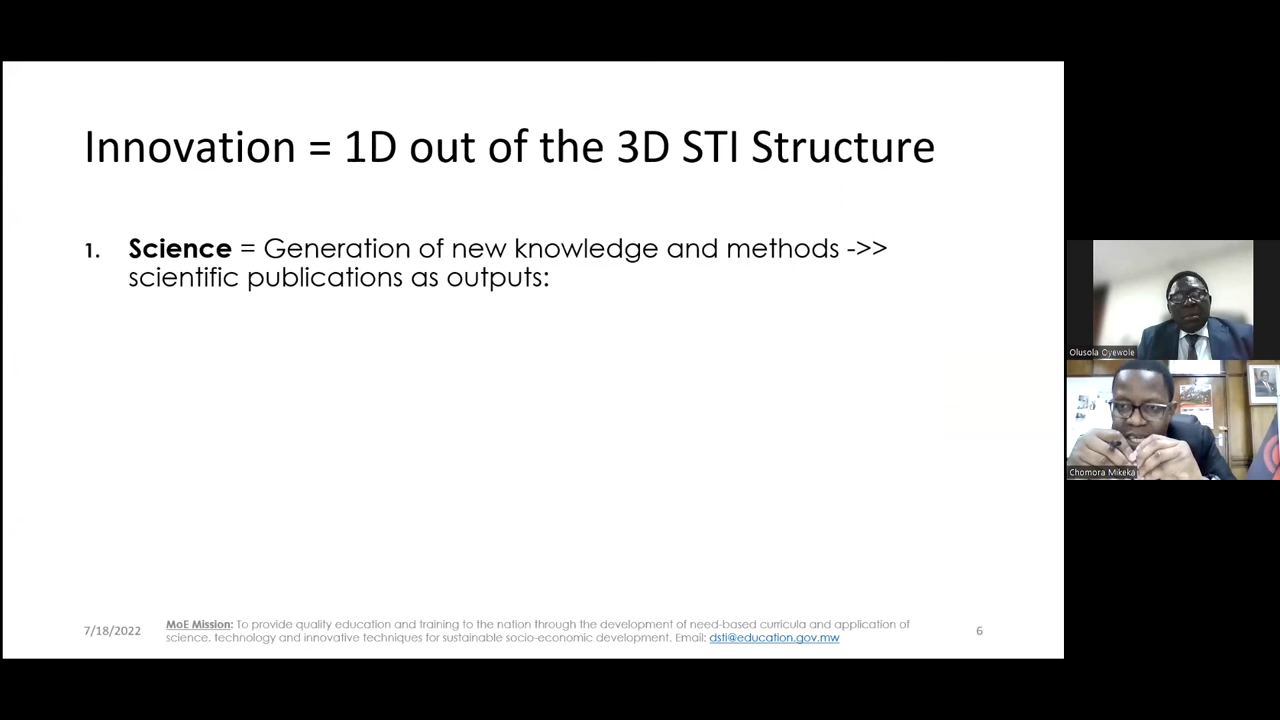 Innovation = 1D out of the 3D STI Structure
1. Science = Generation of new knowledge and methods ->>
scientific publications as outputs:
Olusola Oyewole
Chomora Mikeka
7/18/2022
MoE Mission: To provide quality education and training to the nation through the development of need-based curricula and application of
science, technology and innovative techniques for sustainable socio-economic development. Email: dsti@education.gov.mw
6